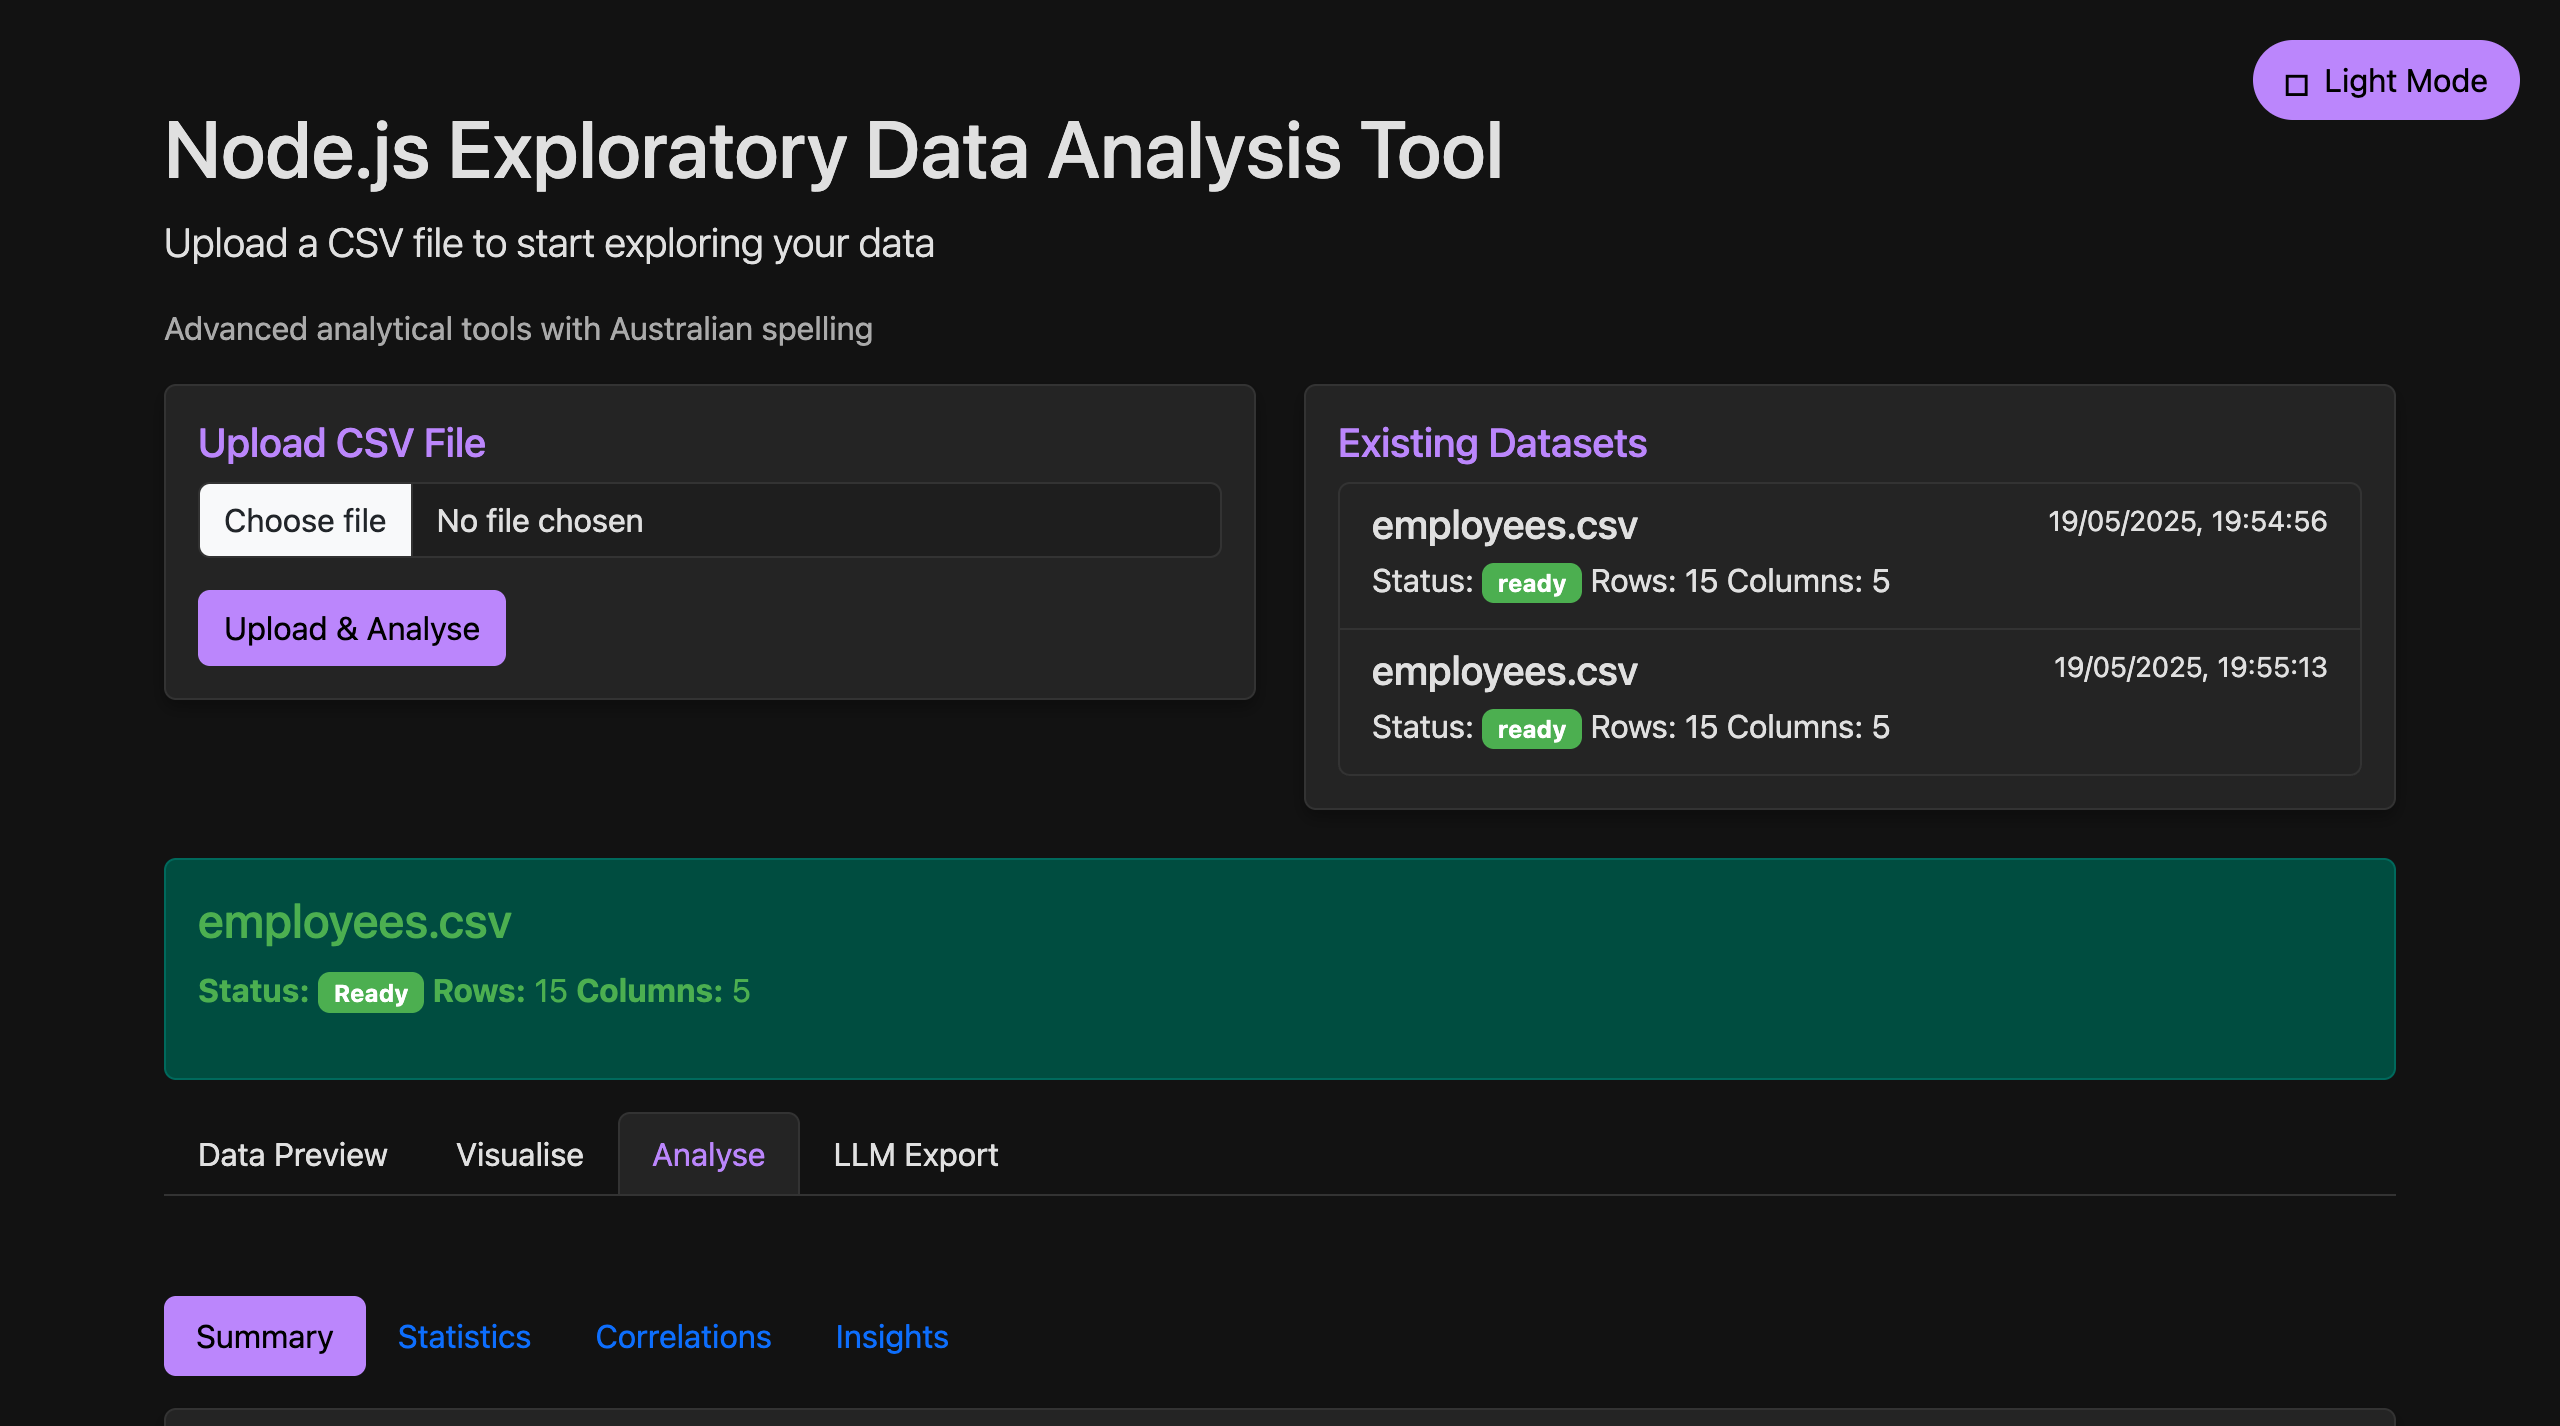 Light Mode
Node.js Exploratory Data Analysis Tool
Upload a CSV file to start exploring your data
Advanced analytical tools with Australian spelling
Upload CSV File
Choose file No file chosen
Upload & Analyse
Existing Datasets
employees.csv 19/05/2025, 19:54:56
Status: ready Rows: 15 Columns: 5
employees.csv 19/05/2025, 19:55:13
Status: ready Rows: 15 Columns: 5
employees.csv
Status: Ready Rows: 15 Columns: 5
Data Preview Visualise Analyse LLM Export
Summary Statistics Correlations Insights